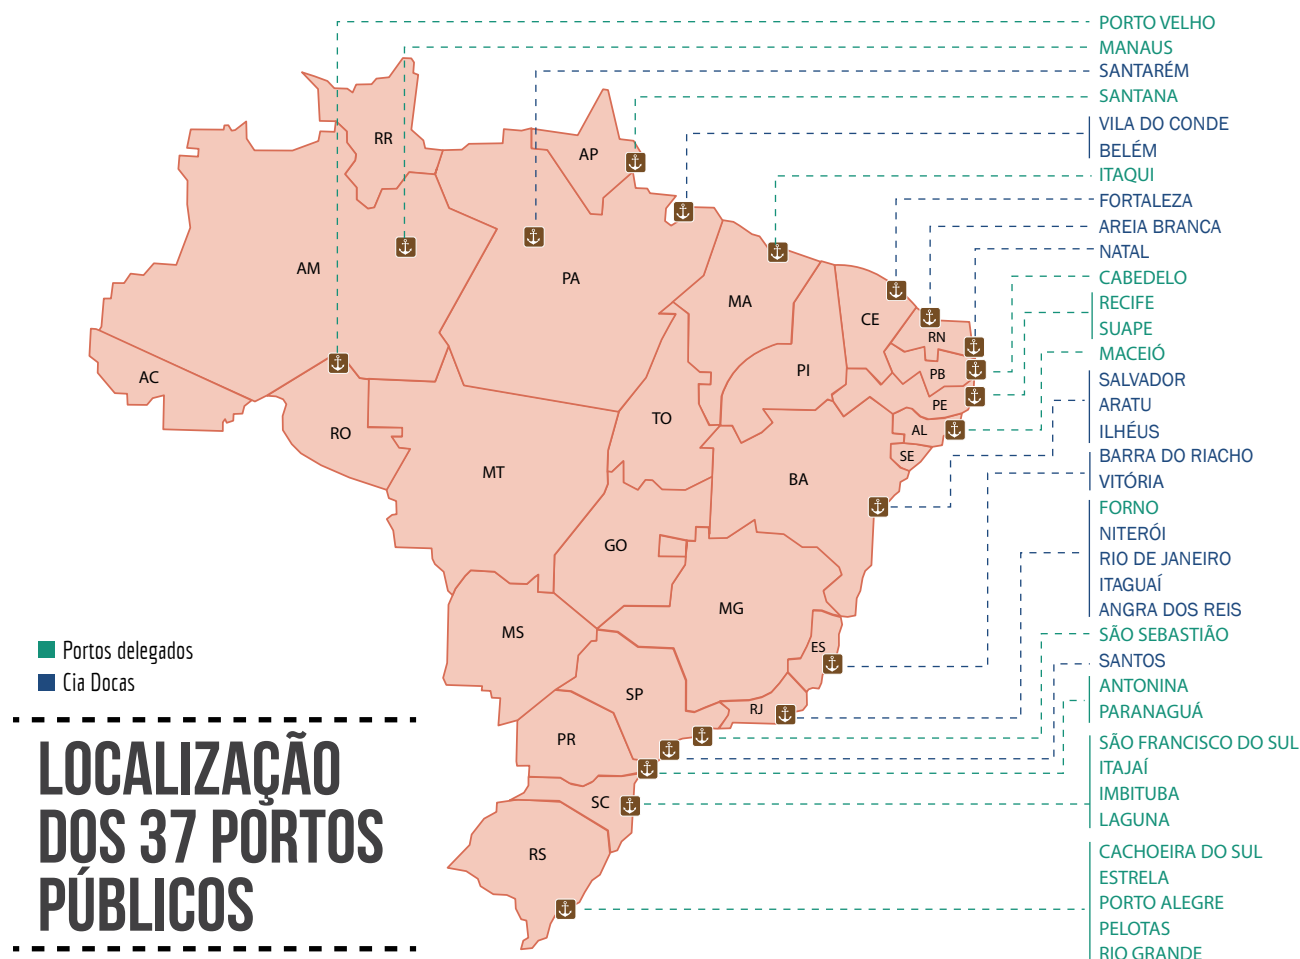 PORTO VELHO
MANAUS
SANTARÉM
SANTANA
VILA DO CONDE
BELÉM
ITAQUI
FORTALEZA
AREIA BRANCA
NATAL
CABEDELO
RECIFE
SUAPE
MACEIÓ
SALVADOR
ARATU
ILHÉUS
BARRA DO RIACHO
VITÓRIA
FORNO
NITERÓI
RIO DE JANEIRO
ITAGUAÍ
ANGRA DOS REIS
SÃO SEBASTIÃO
SANTOS
ANTONINA
PARANAGUÁ
SÃO FRANCISCO DO SUL
ITAJAÍ
IMBITUBA
LAGUNA
CACHOEIRA DO SUL
ESTRELA
PORTO ALEGRE
PELOTAS
RIO GRANDE
RR
AP
AM
PA
MA
CE
RN
PB
PE
AL
SE
PI
TO
AC
RO
MT
BA
GO
MG
MS
ES
SP
RJ
PR
SC
RS
Portos delegados
Cia Docas
LOCALIZAÇÃO
DOS 37 PORTOS
PÚBLICOS